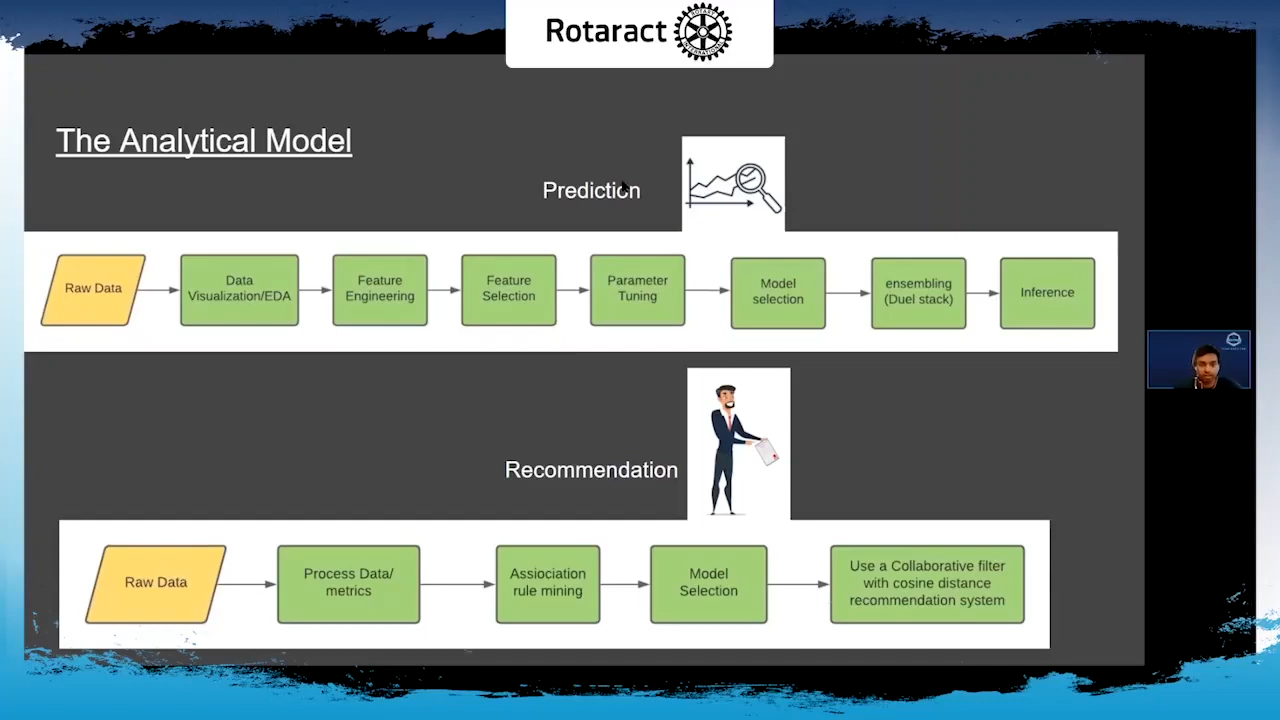 Rotaract
The Analytical Model
Prediction
Raw Data
Data
Visualization/EDA
Feature
Engineering
Feature
Selection
Parameter
Tuning
Model
selection
ensembling
(Duel stack)
Inference
Recommendation
Raw Data
Process Data/
metrics
Assiociation
rule mining
Model
Selection
Use a Collaborative filter
with cosine distance
recommendation system